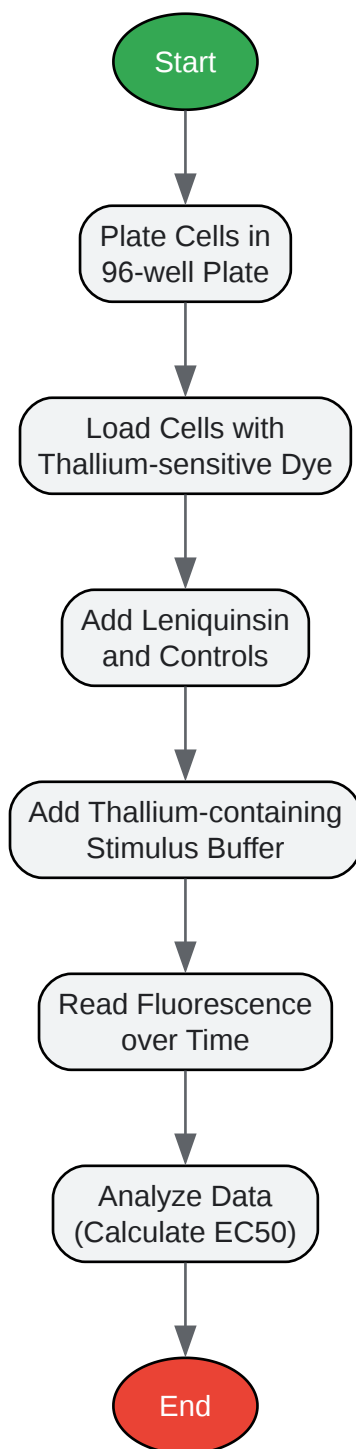 Start
Plate Cells in
96-well Plate
Load Cells with
Thallium-sensitive Dye
Add Leniquinsin
and Controls
Add Thallium-containing
Stimulus Buffer
Read Fluorescence
over Time
Analyze Data
(Calculate EC50)
End